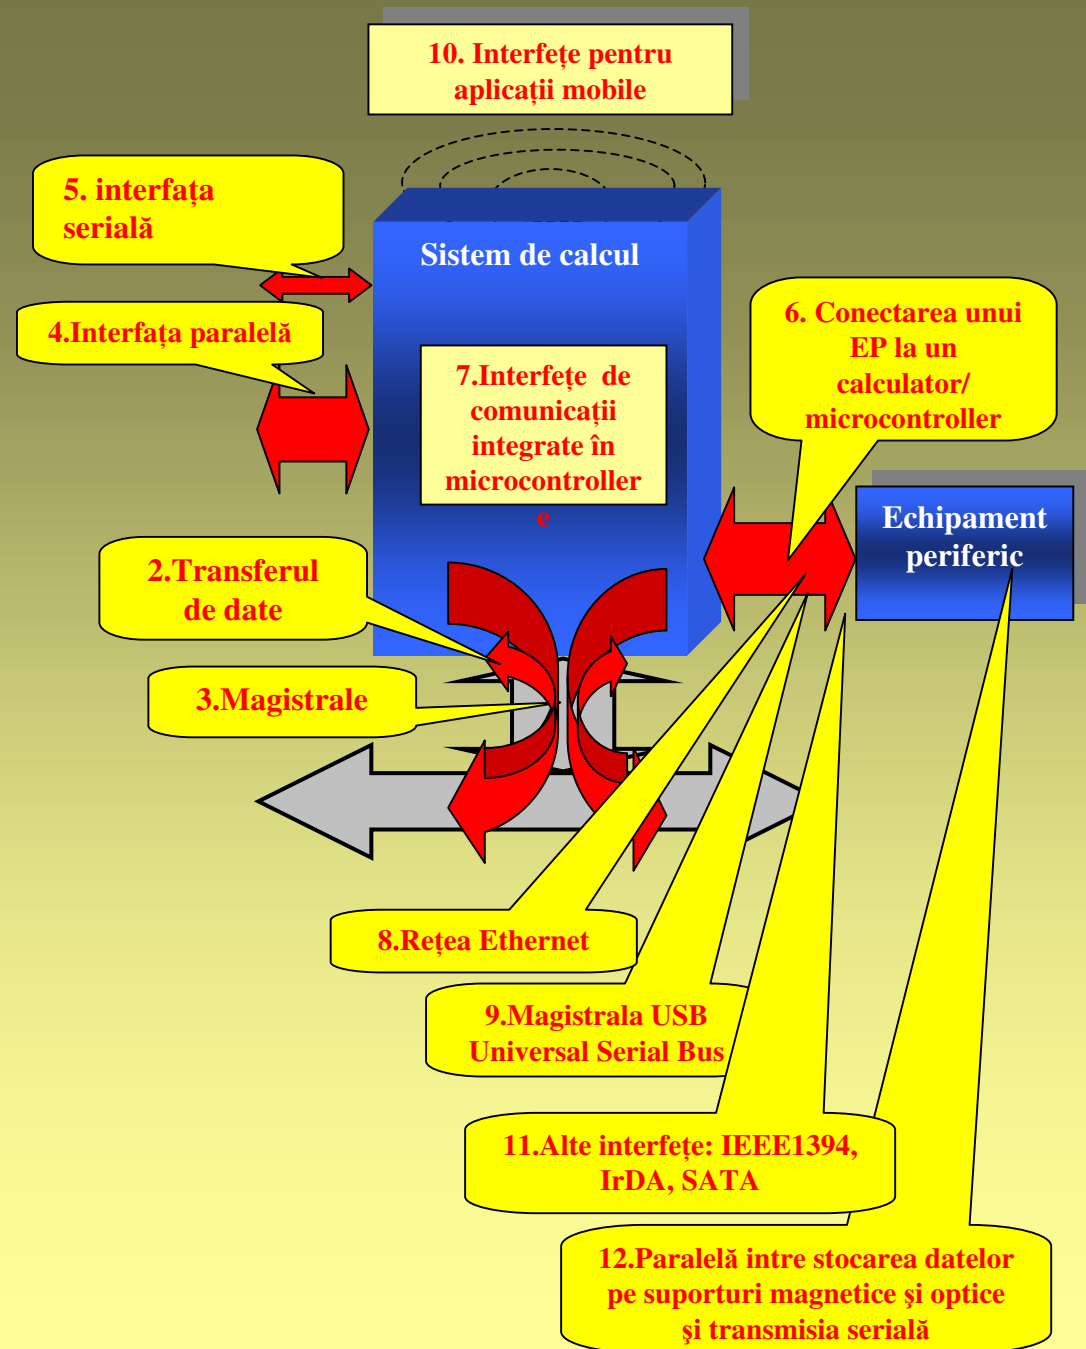 10. Interfețe pentru
aplicații mobile
5. interfața
serială
Sistem de calcul
4.Interfața paralelă
6. Conectarea unui
EP la un
calculator/
microcontroller
7.Interfețe de
comunicații
integrate în
microcontroller
e
Echipament
periferic
2.Transferul
de date
3.Magistrale
8.Rețea Ethernet
9.Magistrala USB
Universal Serial Bus
11.Alte interfețe: IEEE1394,
IrDA, SATA
12.Paralelă intre stocarea datelor
pe suporturi magnetice şi optice
şi transmisia serială